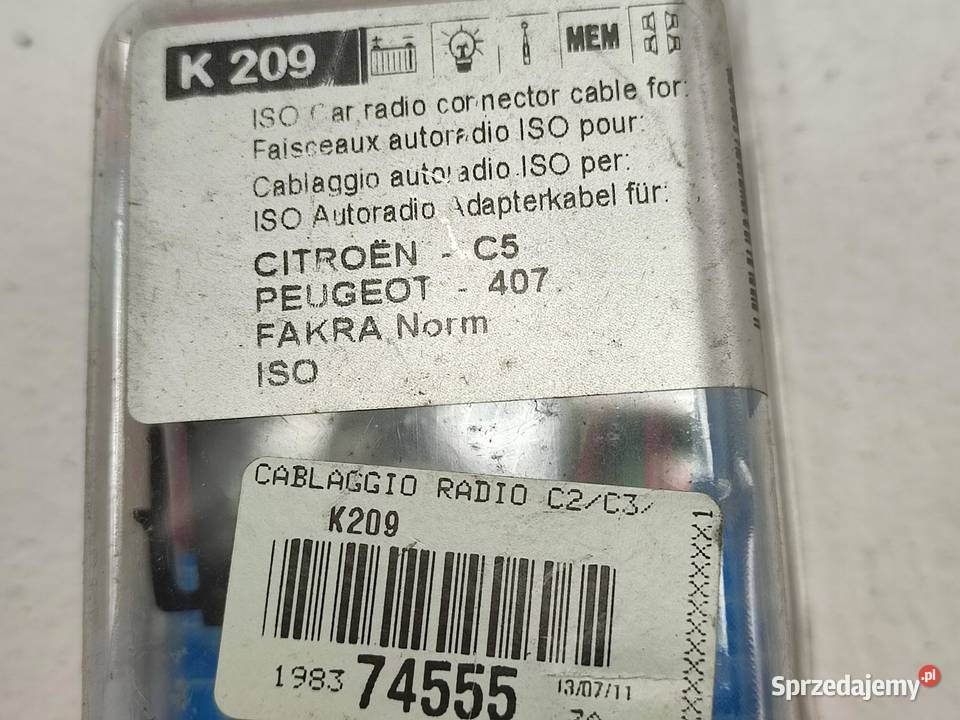 K 209 MEM
ISO Car radio connector cable for:
Faisceaux autoradio ISO pour:
Cablaggio autoradio ISO per:
ISO Autoradio Adapterkabel für:
CITROËN - C5
PEUGEOT - 407
FAKRA Norm
ISO
CABLAGGIO RADIO C2/C3/
K209
1983 74555 13/07/11
Sprzedajemy.pl